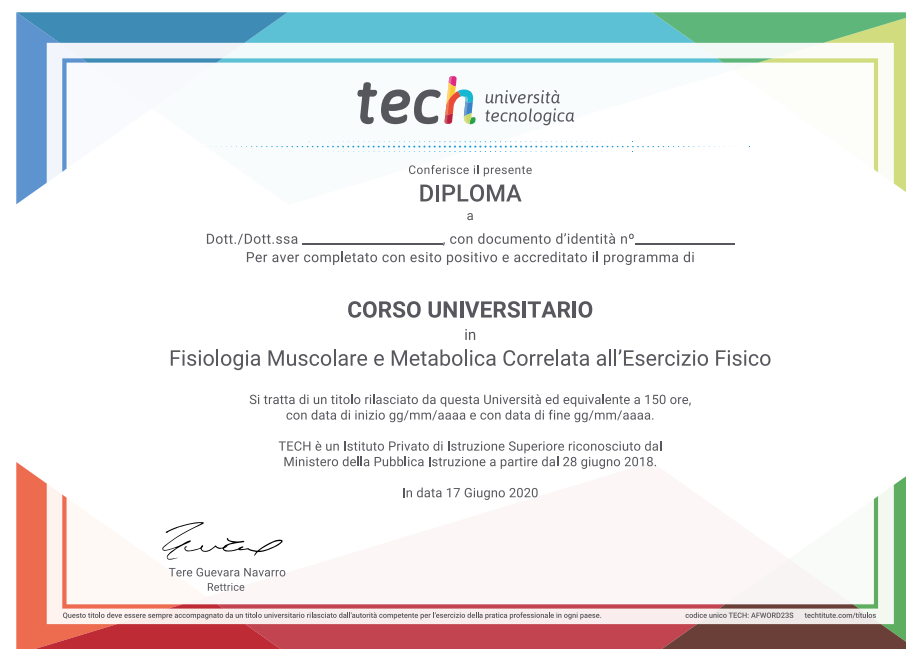 tech università
tecnologica
Conferisce il presente
DIPLOMA
a
Dott./Dott.ssa ____________________, con documento d'identità nº______________
Per aver completato con esito positivo e accreditato il programma di
CORSO UNIVERSITARIO
in
Fisiologia Muscolare e Metabolica Correlata all'Esercizio Fisico
Si tratta di un titolo rilasciato da questa Università ed equivalente a 150 ore,
con data di inizio gg/mm/aaaa e con data di fine gg/mm/aaaa.
TECH è un Istituto Privato di Istruzione Superiore riconosciuto dal
Ministero della Pubblica Istruzione a partire dal 28 giugno 2018.
In data 17 Giugno 2020
Tere Guevara Navarro
Rettrice
Questo titolo deve essere sempre accompagnato da un titolo universitario rilasciato dall'autorità competente per l'esercizio della pratica professionale in ogni paese. codice unico TECH: AFWORD23S techtitute.com/titulos